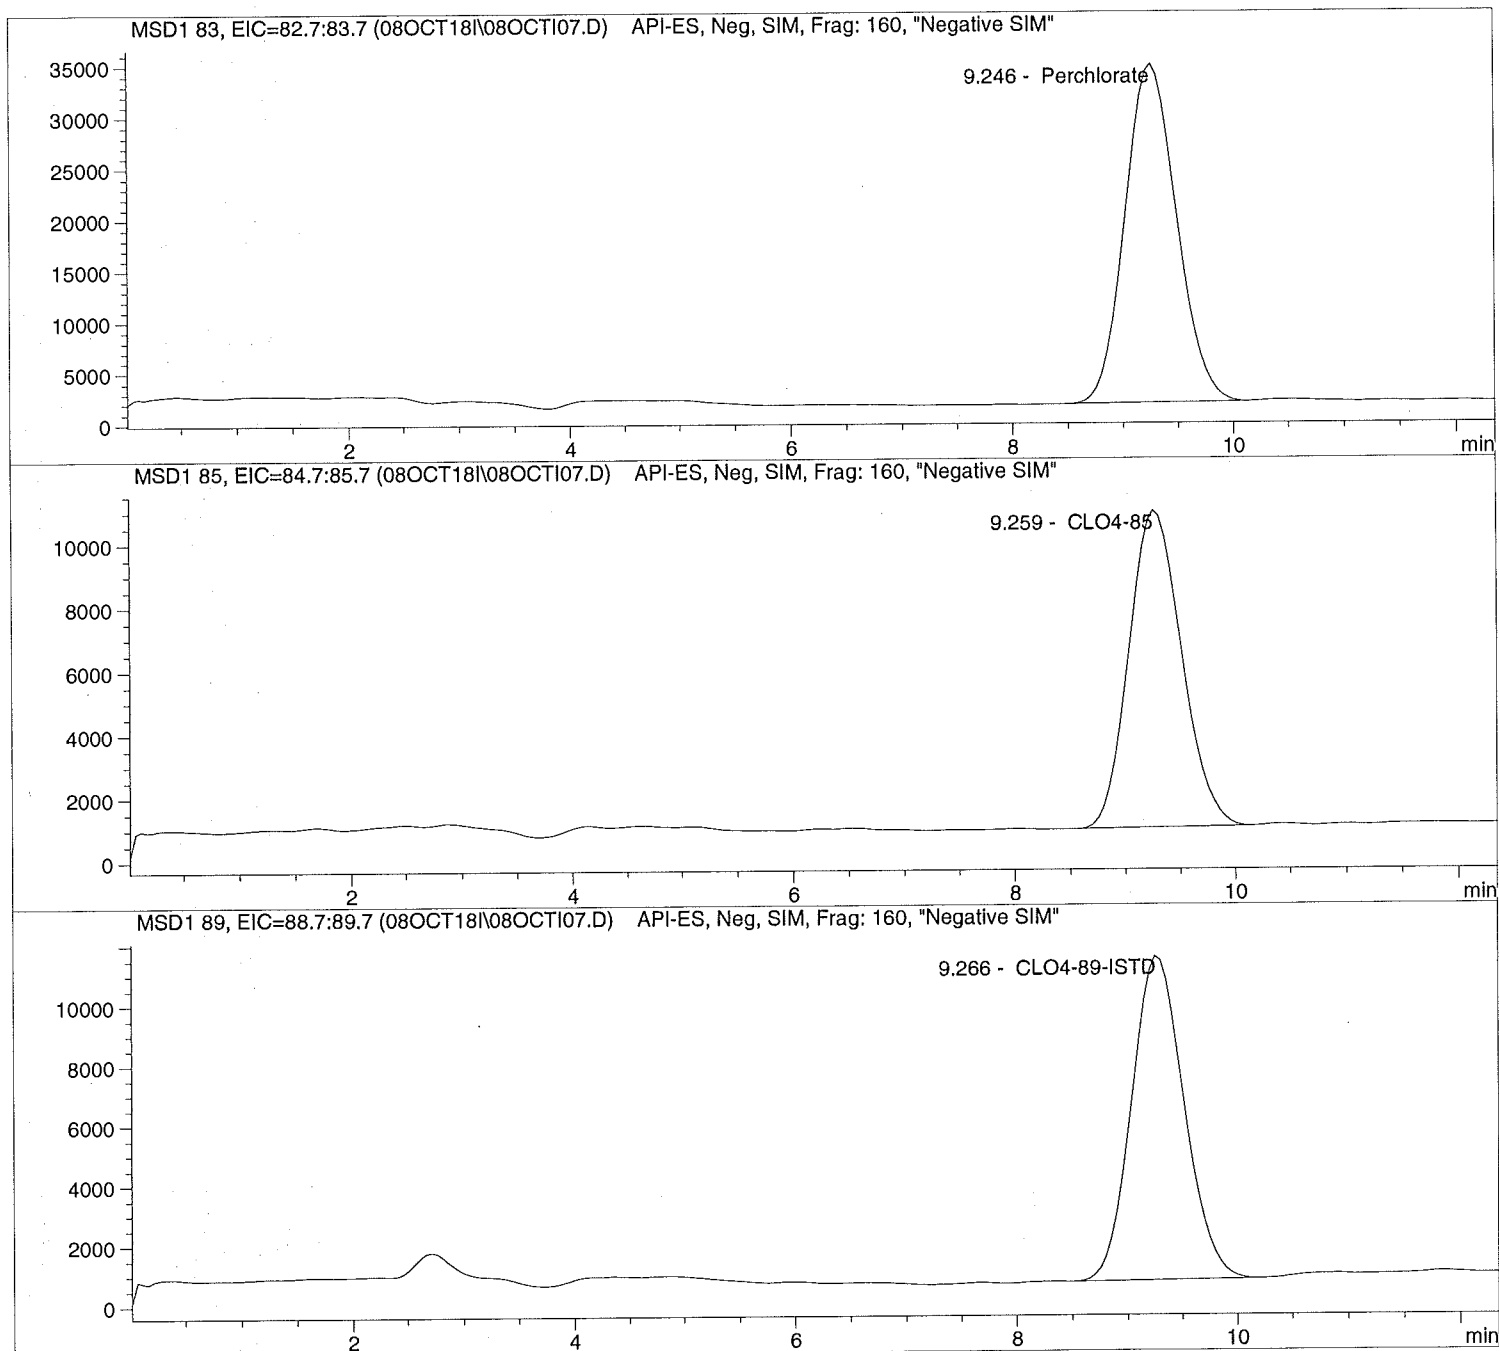 MSD1 83, EIC=82.7:83.7 (08OCT18I\08OCTI07.D) API-ES, Neg, SIM, Frag: 160, "Negative SIM"
9.246 - Perchlorate
35000
30000
25000
20000
15000
10000
5000
0
2 4 6 8 10 min
MSD1 85, EIC=84.7:85.7 (08OCT18I\08OCTI07.D) API-ES, Neg, SIM, Frag: 160, "Negative SIM"
9.259 - CLO4-85
10000
8000
6000
4000
2000
0
2 4 6 8 10 min
MSD1 89, EIC=88.7:89.7 (08OCT18I\08OCTI07.D) API-ES, Neg, SIM, Frag: 160, "Negative SIM"
9.266 - CLO4-89-ISTD
10000
8000
6000
4000
2000
0
2 4 6 8 10 min